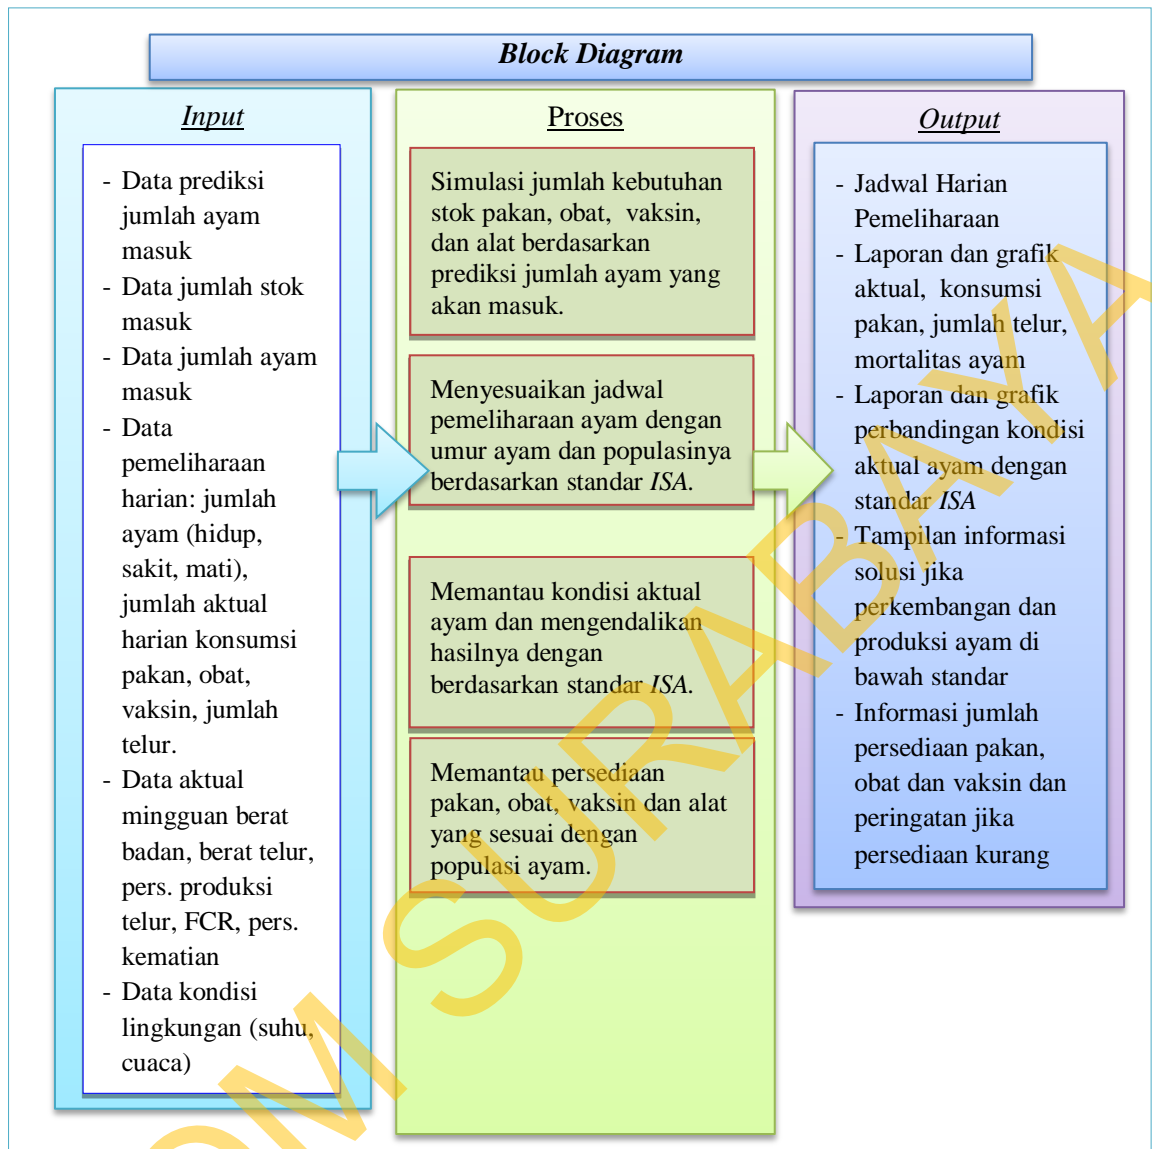 Block Diagram
Input
- Data prediksi
jumlah ayam
masuk
- Data jumlah stok
masuk
- Data jumlah ayam
masuk
- Data
pemeliharaan
harian: jumlah
ayam (hidup,
sakit, mati),
jumlah aktual
harian konsumsi
pakan, obat,
vaksin, jumlah
telur.
- Data aktual
mingguan berat
badan, berat telur,
pers. produksi
telur, FCR, pers.
kematian
- Data kondisi
lingkungan (suhu,
cuaca)
Proses
Simulasi jumlah kebutuhan
stok pakan, obat, vaksin,
dan alat berdasarkan
prediksi jumlah ayam yang
akan masuk.
Menyesuaikan jadwal
pemeliharaan ayam dengan
umur ayam dan populasinya
berdasarkan standar ISA.
Memantau kondisi aktual
ayam dan mengendalikan
hasilnya dengan
berdasarkan standar ISA.
Memantau persediaan
pakan, obat, vaksin dan alat
yang sesuai dengan
populasi ayam.
Output
- Jadwal Harian
Pemeliharaan
- Laporan dan grafik
aktual, konsumsi
pakan, jumlah telur,
mortalitas ayam
- Laporan dan grafik
perbandingan kondisi
aktual ayam dengan
standar ISA
- Tampilan informasi
solusi jika
perkembangan dan
produksi ayam di
bawah standar
- Informasi jumlah
persediaan pakan,
obat dan vaksin dan
peringatan jika
persediaan kurang
OM SURABAYA